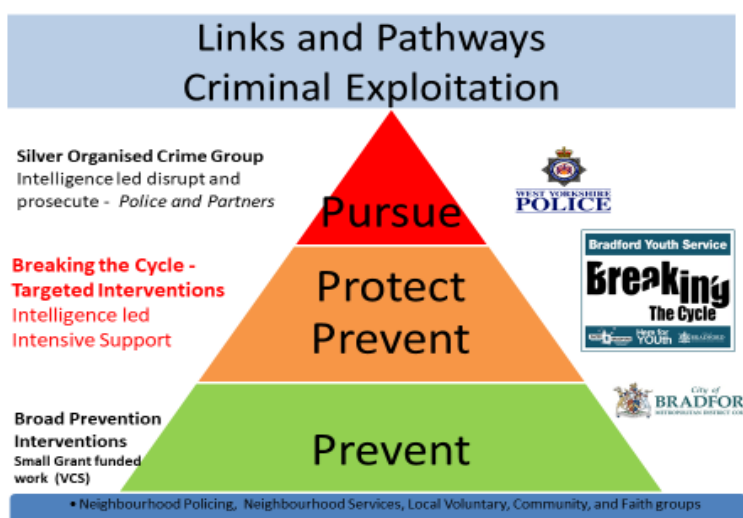 Links and Pathways
Criminal Exploitation
Silver Organised Crime Group
Intelligence led disrupt and
prosecute - Police and Partners
Pursue
WEST YORKSHIRE
POLICE
Breaking the Cycle -
Targeted Interventions
Intelligence led
Intensive Support
Protect
Prevent
Bradford Youth Service
Breaking
The Cycle
Here for
YOUth
Broad Prevention
Interventions
Small Grant funded
work (VCS)
Prevent
City of
BRADFOR
METROPOLITAN DISTRICT CO
• Neighbourhood Policing, Neighbourhood Services, Local Voluntary, Community, and Faith groups